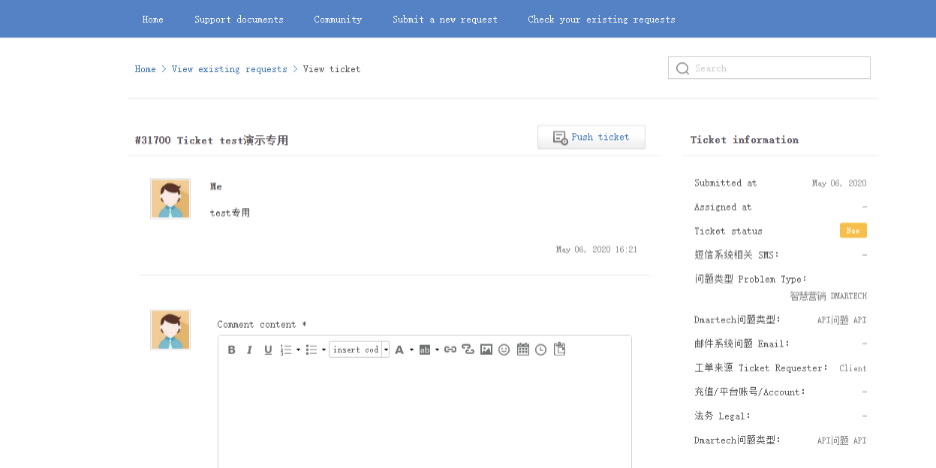 Home Support documents Community Submit a new request Check your existing requests
Home > View existing requests > View ticket
Search
#31700 Ticket test演示专用
Push ticket
Me
test专用
May 06, 2020 16:21
Comment content *
B I U insert cod A ab
Ticket information
Submitted at May 06, 2020
Assigned at –
Ticket status New
短信系统相关 SMS: –
问题类型 Problem Type:
智慧营销 DMARTECH
Dmartech问题类型: API问题 API
邮件系统问题 Email: –
工单来源 Ticket Requester: Client
充值/平台账号/Account: –
法务 Legal: –
Dmartech问题类型: API问题 API